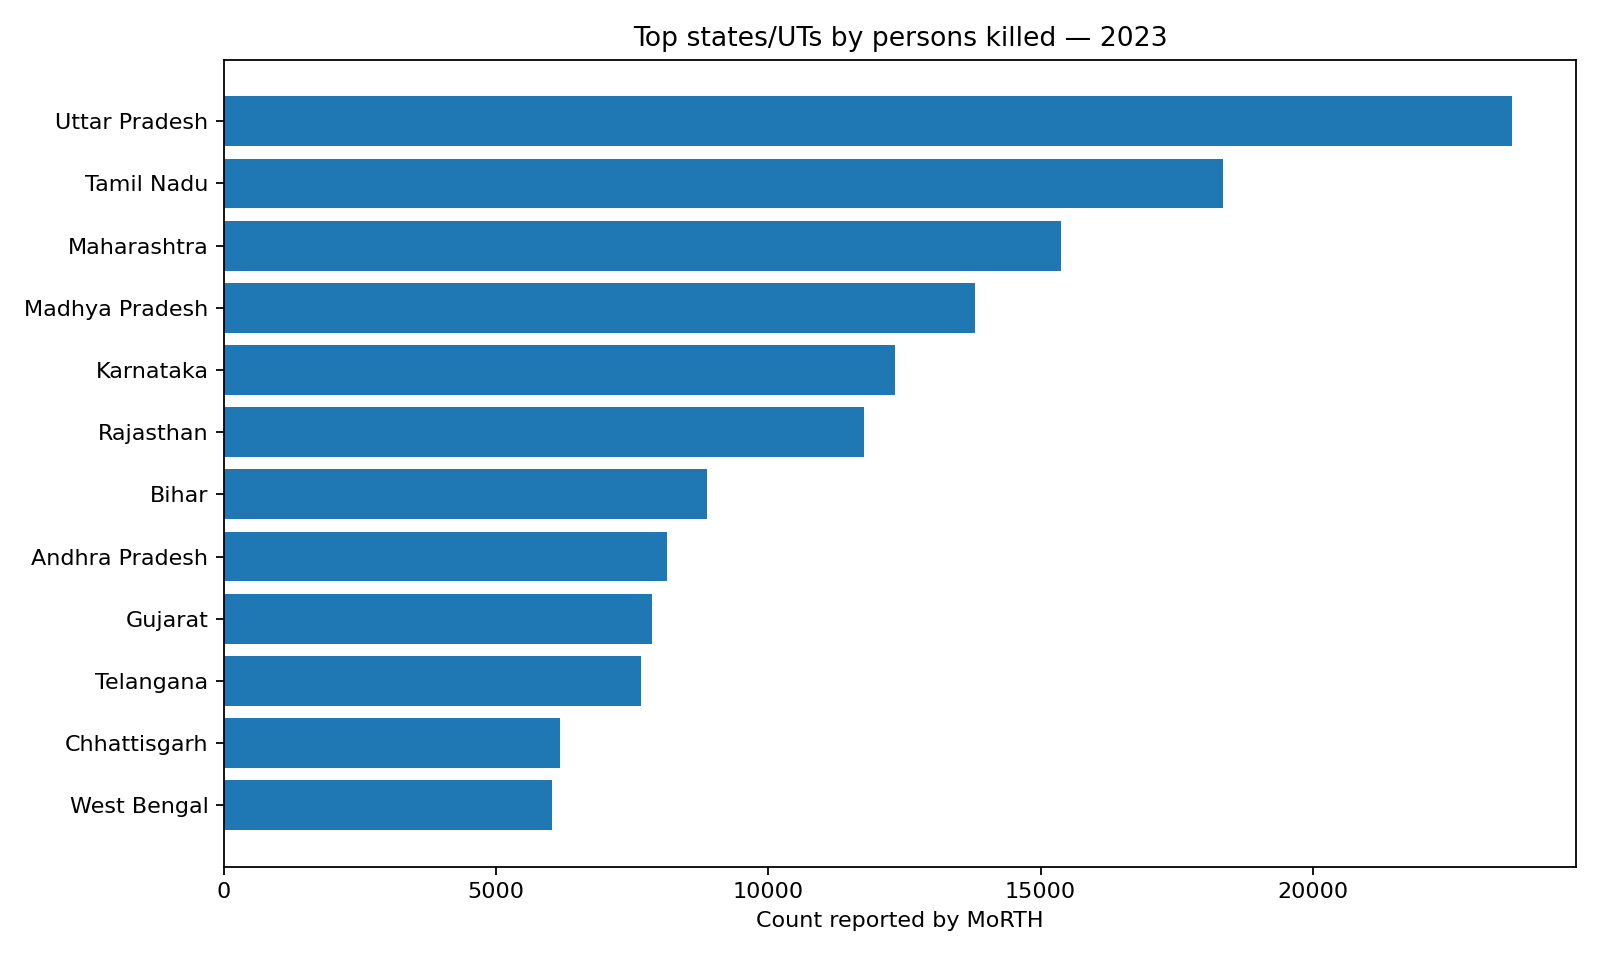 Top states/UTs by persons killed — 2023
Uttar Pradesh
Tamil Nadu
Maharashtra
Madhya Pradesh
Karnataka
Rajasthan
Bihar
Andhra Pradesh
Gujarat
Telangana
Chhattisgarh
West Bengal
0 5000 10000 15000 20000
Count reported by MoRTH